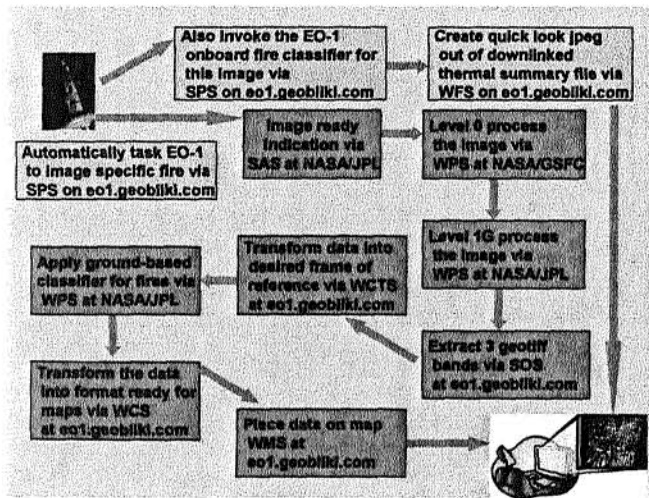 Also invoke the EO-1
onboard fire classifier for
this image via
SPS on eo1.geobliki.com
Create quick look jpeg
out of downlinked
thermal summary file via
WFS on eo1.geobliki.com
Automatically task EO-1
to image specific fire via
SPS on eo1.geobliki.com
Image ready
indication via
SAS at NASA/JPL
Level 0 process
the image via
WPS at NASA/GSFC
Level 1G process
the image via
WPS at NASA/JPL
Extract 3 geotiff
bands via SOS
at eo1.geobliki.com
Transform data into
desired frame of
reference via WCTS
at eo1.geobliki.com
Apply ground-based
classifier for fires via
WPS at NASA/JPL
Transform the data
into format ready for
maps via WCS
at eo1.geobliki.com
Place data on map
WMS at
eo1.geobliki.com